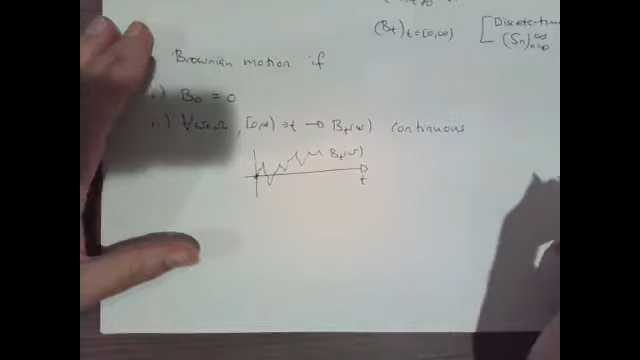 (B_t)_{t∈[0,∞)} [Discrete-time
(S_n)_{n=0}^∞
Brownian motion if
i) B_0 = 0
ii) ∀ω∈Ω, [0,∞) ∋ t → B_t(ω) continuous
B_t(ω)
t